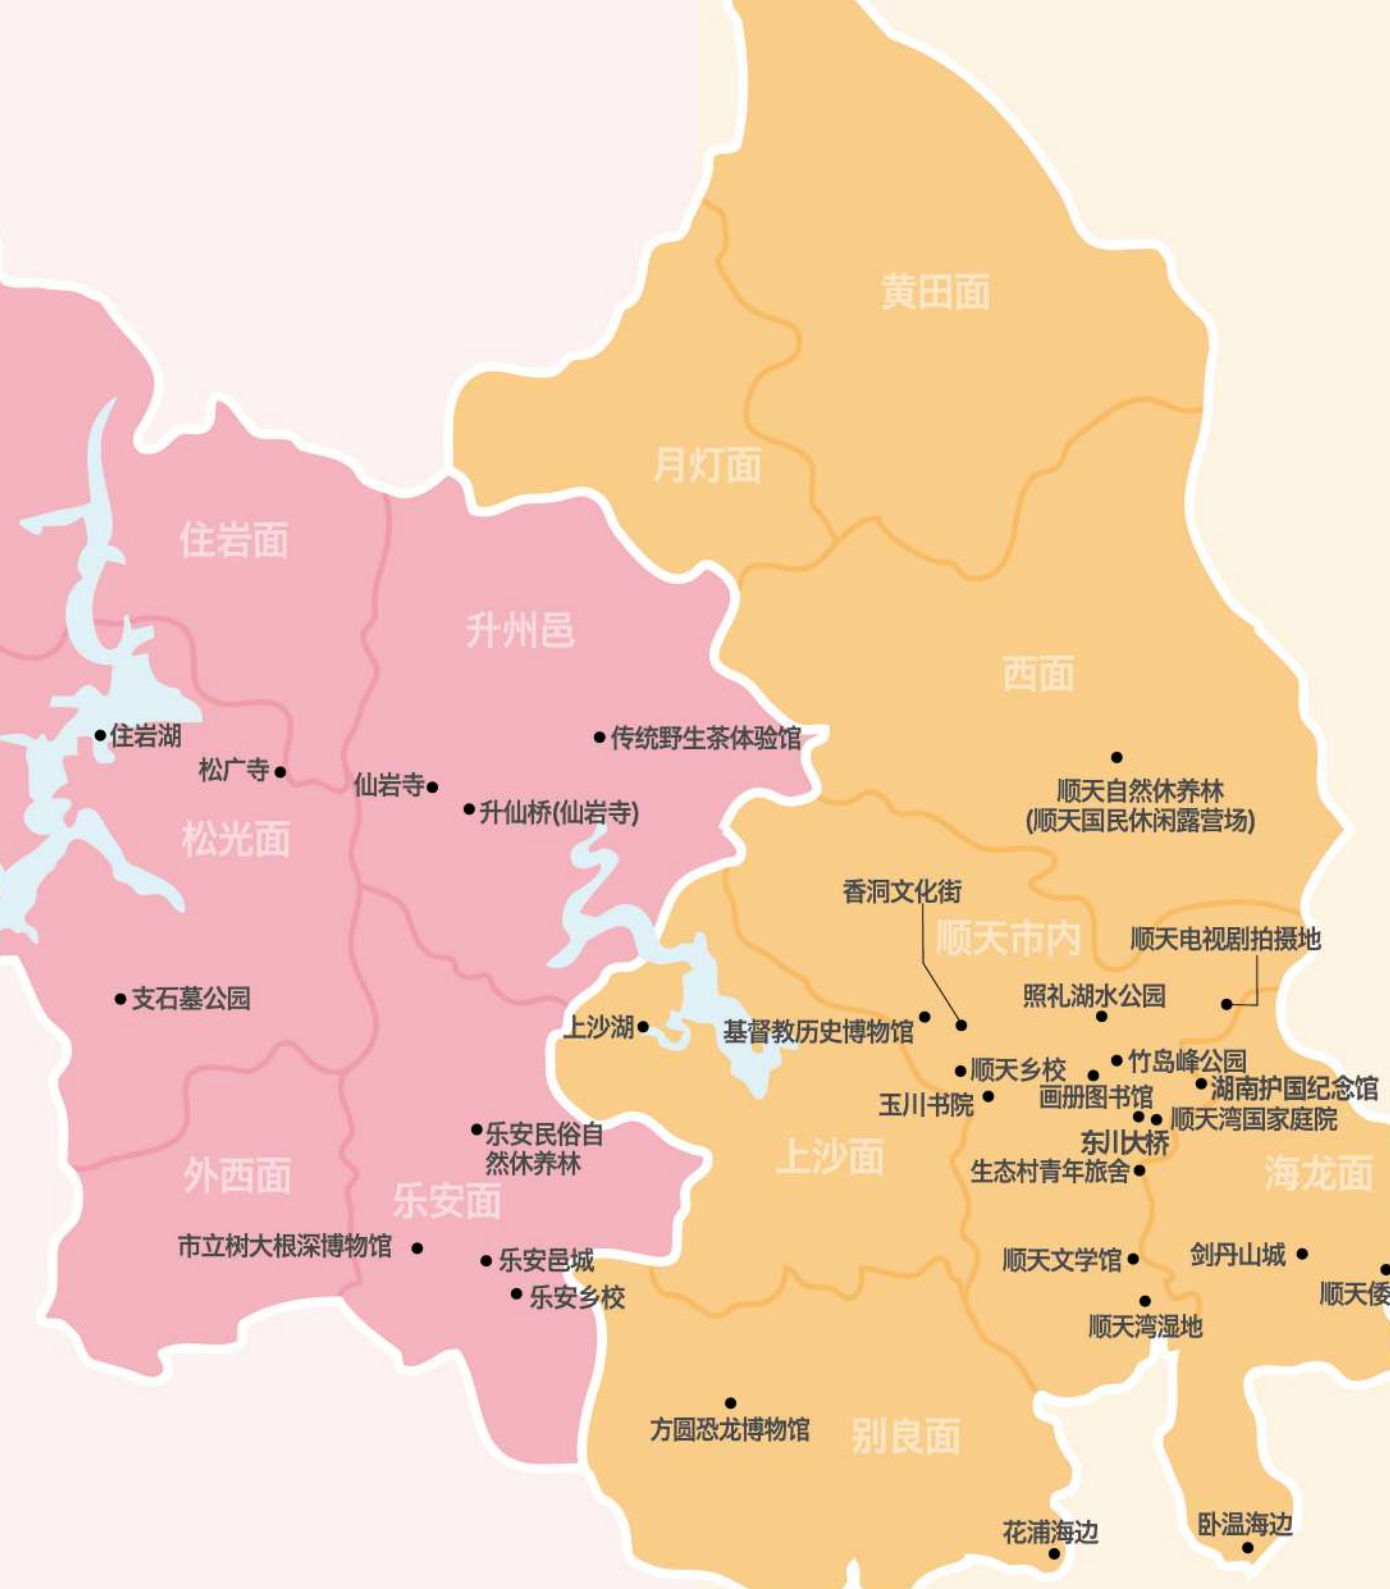 黄田面
月灯面
住岩面
升州邑
西面
住岩湖
传统野生茶体验馆
松广寺
仙岩寺
升仙桥(仙岩寺)
顺天自然休养林
(顺天国民休闲露营场)
松光面
香洞文化街
顺天市内
顺天电视剧拍摄地
支石墓公园
照礼湖水公园
上沙湖
基督教历史博物馆
竹岛峰公园
顺天乡校
湖南护国纪念馆
画册图书馆
玉川书院
顺天湾国家庭院
乐安民俗自
然休养林
东川大桥
上沙面
生态村青年旅舍
海龙面
外西面
乐安面
市立树大根深博物馆
乐安邑城
顺天文学馆
剑丹山城
乐安乡校
顺天倭
顺天湾湿地
方圆恐龙博物馆
别良面
花浦海边
卧温海边